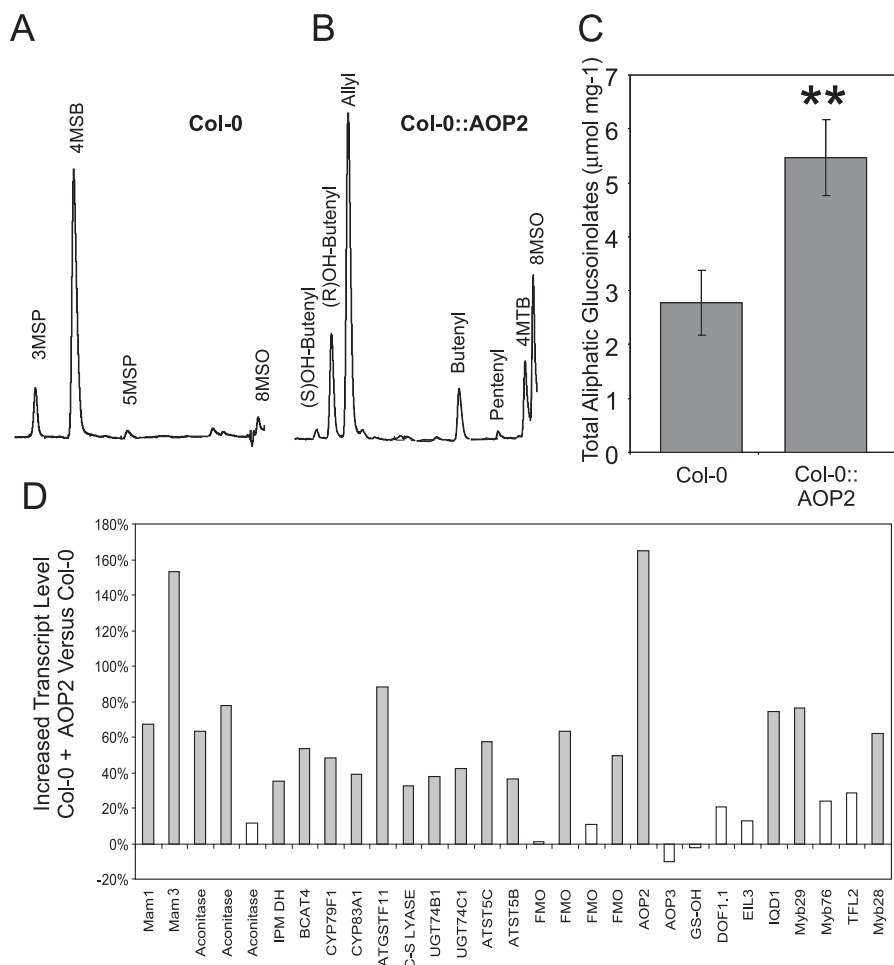 A
B
C
Col-0
3MSP
4MSB
5MSP
8MSO
Col-0::AOP2
(S)OH-Butenyl
(R)OH-Butenyl
Allyl
Butenyl
Pentenyl
4MTB
8MSO
Total Aliphatic Glucsoinolates (µmol mg-1)
7
6
5
4
3
2
1
0
**
Col-0
Col-0::
AOP2
D
Increased Transcript Level
Col-0 + AOP2 Versus Col-0
180%
160%
140%
120%
100%
80%
60%
40%
20%
0%
-20%
Mam1
Mam 3
Aconitase
Aconitase
Aconitase
IPM DH
BCAT4
CYP79F1
CYP83A1
ATGSTF11
C-S LYASE
UGT74B1
UGT74C1
ATST5C
ATST5B
FMO
FMO
FMO
FMO
AOP2
AOP3
GS-OH
DOF1.1
EIL3
IQD1
Myb29
Myb76
TFL2
Myb28